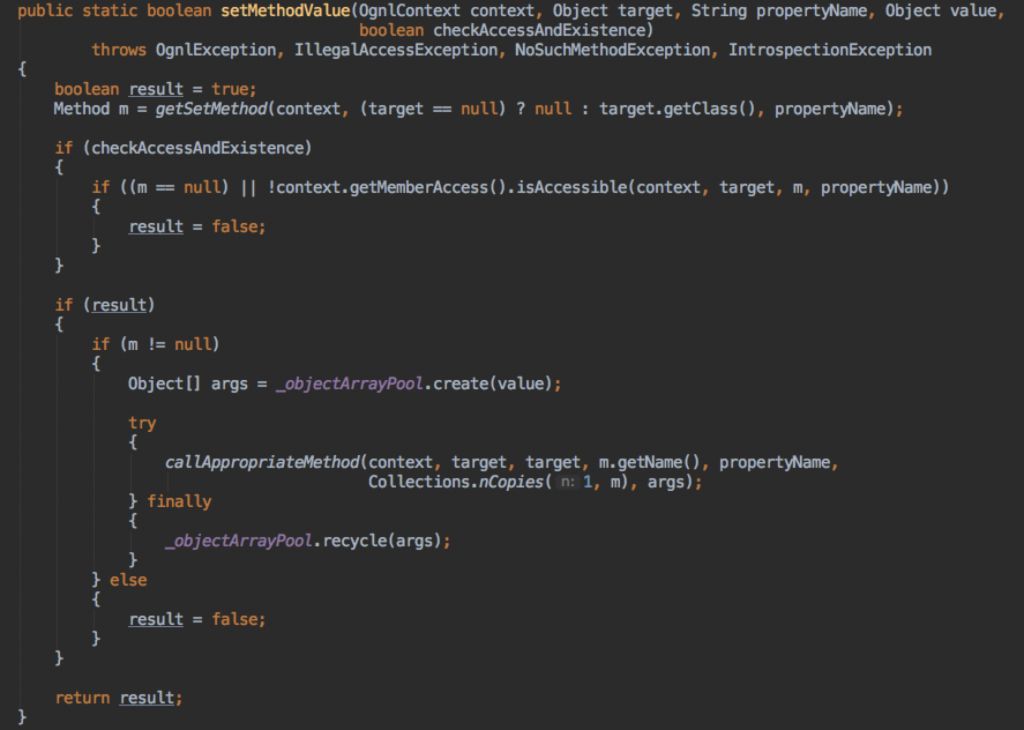 public static boolean setMethodValue(OgnlContext context, Object target, String propertyName, Object value,
boolean checkAccessAndExistence)
throws OgnlException, IllegalAccessException, NoSuchMethodException, IntrospectionException
{
boolean result = true;
Method m = getSetMethod(context, (target == null) ? null : target.getClass(), propertyName);
if (checkAccessAndExistence)
{
if ((m == null) || !context.getMemberAccess().isAccessible(context, target, m, propertyName))
{
result = false;
}
}
if (result)
{
if (m != null)
{
Object[] args = _objectArrayPool.create(value);
try
{
callAppropriateMethod(context, target, target, m.getName(), propertyName,
Collections.nCopies( n: 1, m), args);
} finally
{
_objectArrayPool.recycle(args);
}
} else
{
result = false;
}
}
return result;
}